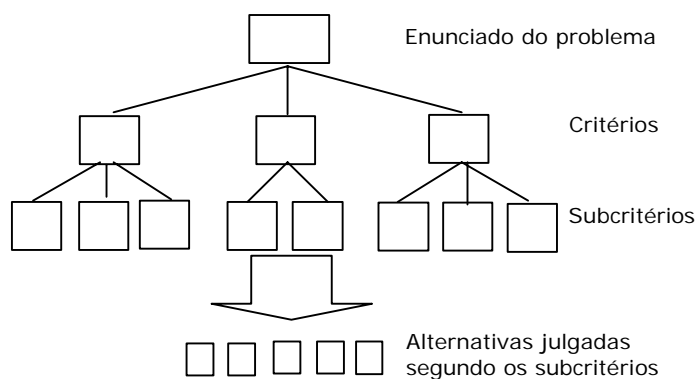 Enunciado do problema
Critérios
Subcritérios
Alternativas julgadas
segundo os subcritérios